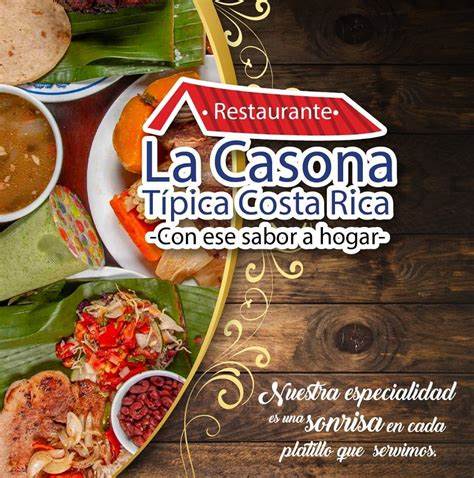 • Restaurante •
La Casona
Típica Costa Rica
-Con ese sabor a hogar-
Nuestra especialidad
es una sonrisa en cada
platillo que servimos.